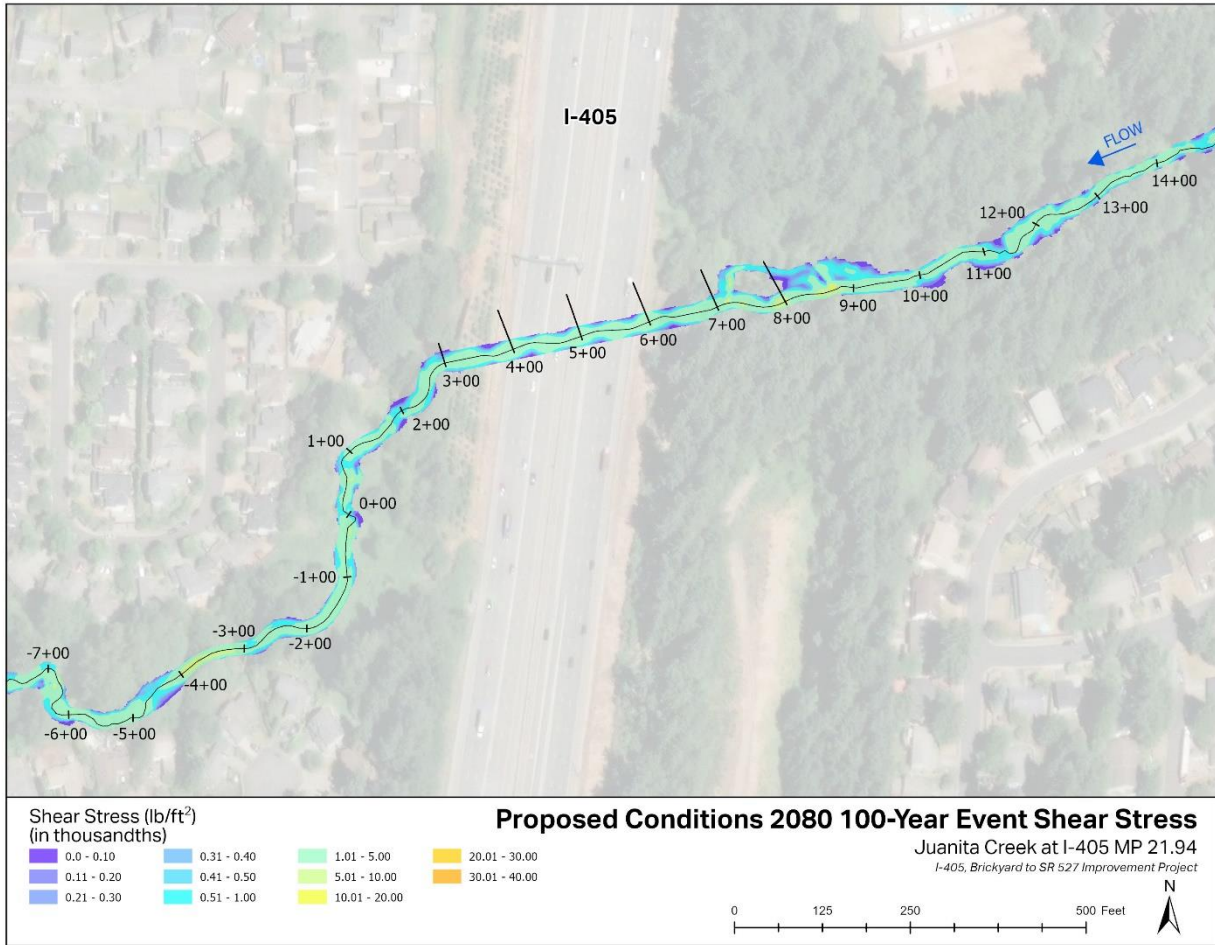 I-405
FLOW
14+00
13+00
12+00
11+00
10+00
9+00
8+00
7+00
6+00
5+00
4+00
3+00
2+00
1+00
0+00
-1+00
-2+00
-3+00
-4+00
-5+00
-6+00
-7+00
Shear Stress (lb/ft²)
(in thousandths)
0.0 - 0.10
0.11 - 0.20
0.21 - 0.30
0.31 - 0.40
0.41 - 0.50
0.51 - 1.00
1.01 - 5.00
5.01 - 10.00
10.01 - 20.00
20.01 - 30.00
30.01 - 40.00
Proposed Conditions 2080 100-Year Event Shear Stress
Juanita Creek at I-405 MP 21.94
I-405, Brickyard to SR 527 Improvement Project
N
0 125 250 500 Feet